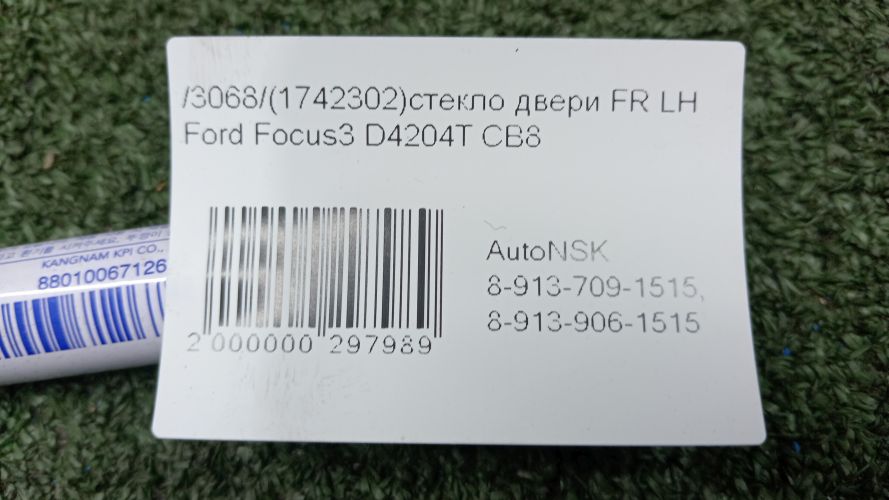 /3068/(1742302)стекло двери FR LH
Ford Focus3 D4204T CB8
AutoNSK
8-913-709-1515,
8-913-906-1515
2 000000 297989
KANGNAM KPI CO.,
88010067126